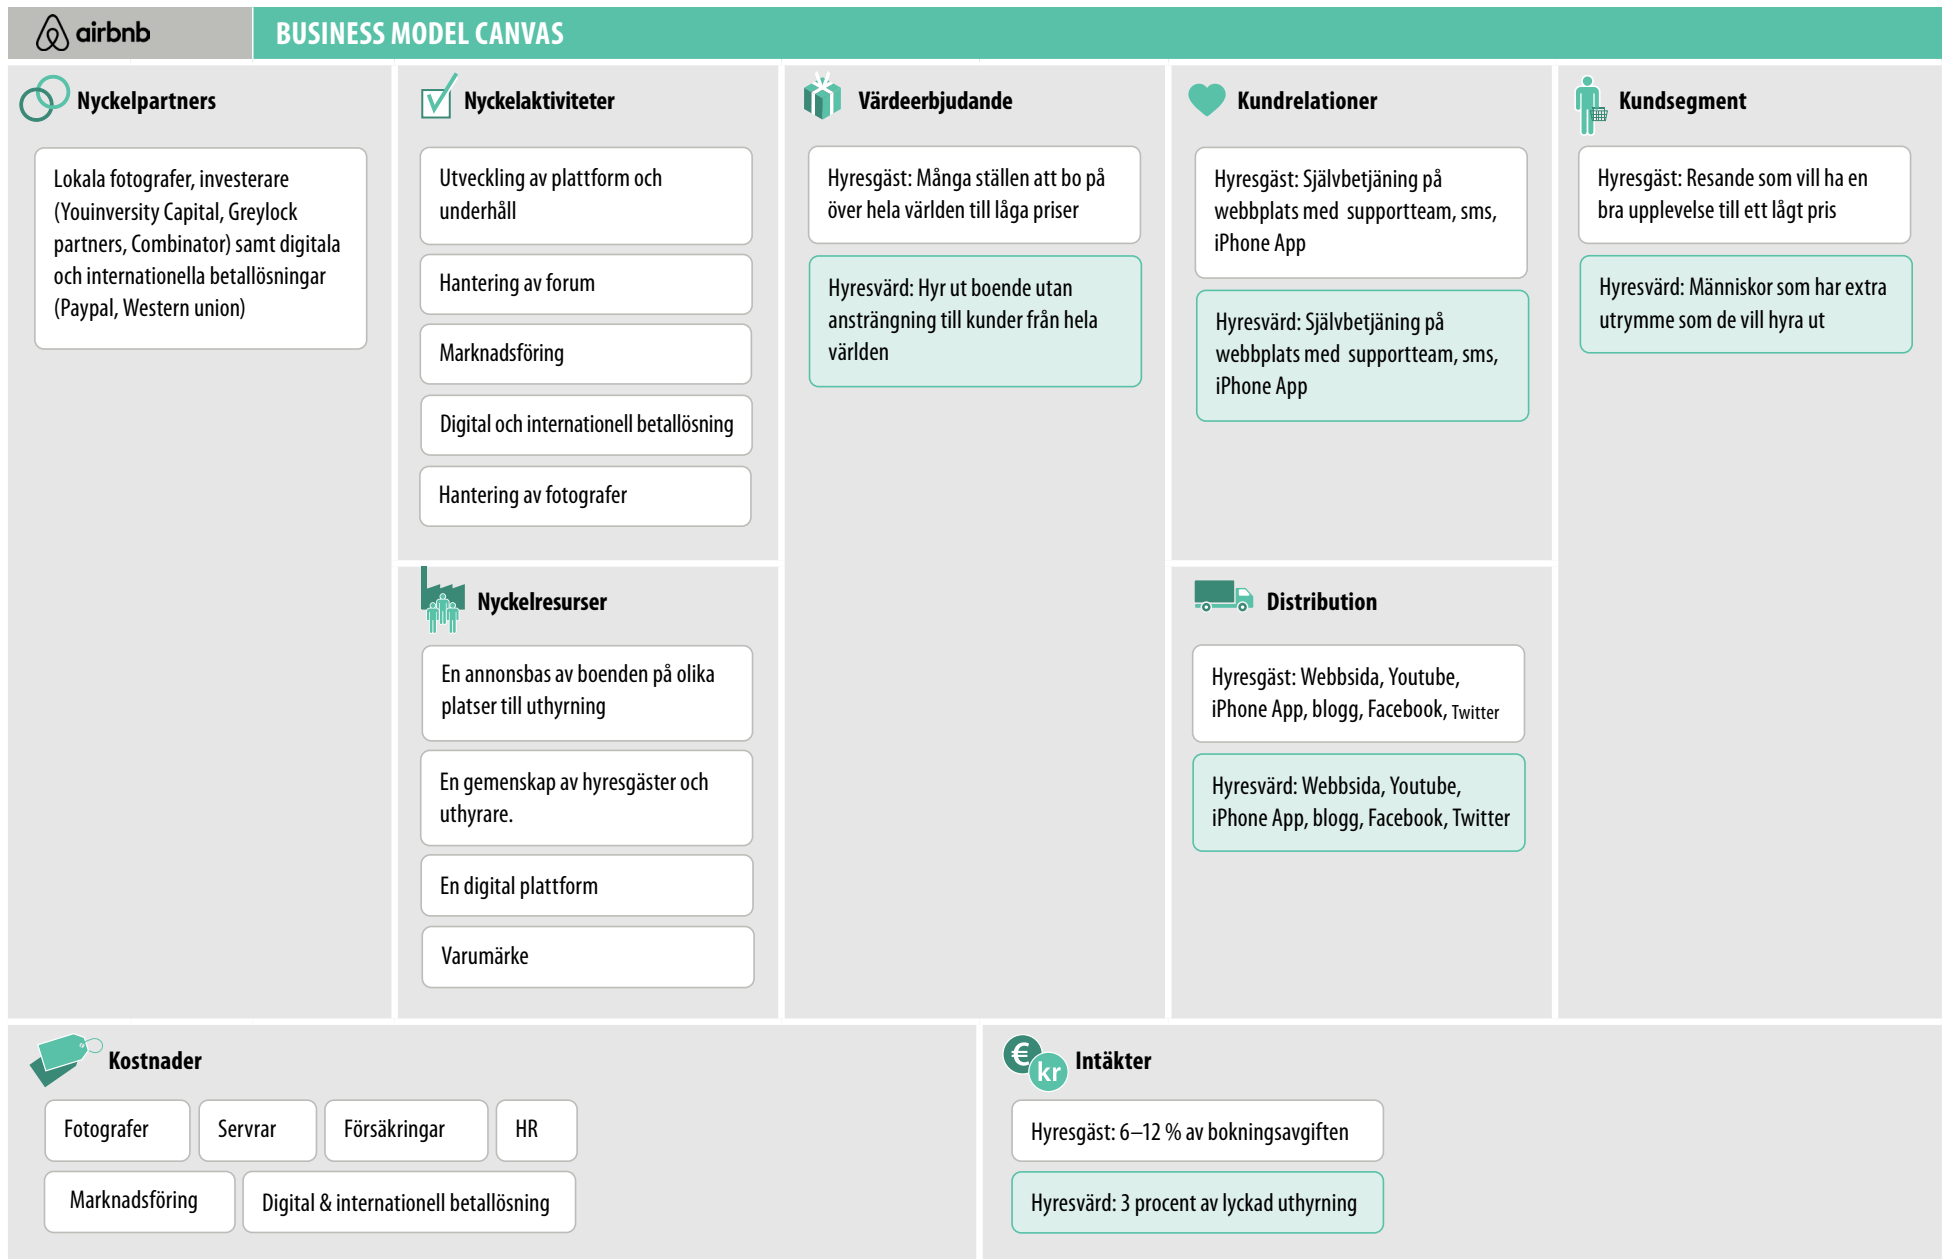 airbnb
BUSINESS MODEL CANVAS
Nyckelpartners
Lokala fotografer, investerare
(Youinversity Capital, Greylock
partners, Combinator) samt digitala
och internationella betallösningar
(Paypal, Western union)
Nyckelaktiviteter
Utveckling av plattform och
underhåll
Hantering av forum
Marknadsföring
Digital och internationell betallösning
Hantering av fotografer
Nyckelresurser
En annonsbas av boenden på olika
platser till uthyrning
En gemenskap av hyresgäster och
uthyrare.
En digital plattform
Varumärke
Värdeerbjudande
Hyresgäst: Många ställen att bo på
över hela världen till låga priser
Hyresvärd: Hyr ut boende utan
ansträngning till kunder från hela
världen
Kundrelationer
Hyresgäst: Självbetjäning på
webbplats med supportteam, sms,
iPhone App
Hyresvärd: Självbetjäning på
webbplats med supportteam, sms,
iPhone App
Distribution
Hyresgäst: Webbsida, Youtube,
iPhone App, blogg, Facebook, Twitter
Hyresvärd: Webbsida, Youtube,
iPhone App, blogg, Facebook, Twitter
Kundsegment
Hyresgäst: Resande som vill ha en
bra upplevelse till ett lågt pris
Hyresvärd: Människor som har extra
utrymme som de vill hyra ut
Kostnader
Fotografer
Servrar
Försäkringar
HR
Marknadsföring
Digital & internationell betallösning
€
kr
Intäkter
Hyresgäst: 6–12 % av bokningsavgiften
Hyresvärd: 3 procent av lyckad uthyrning